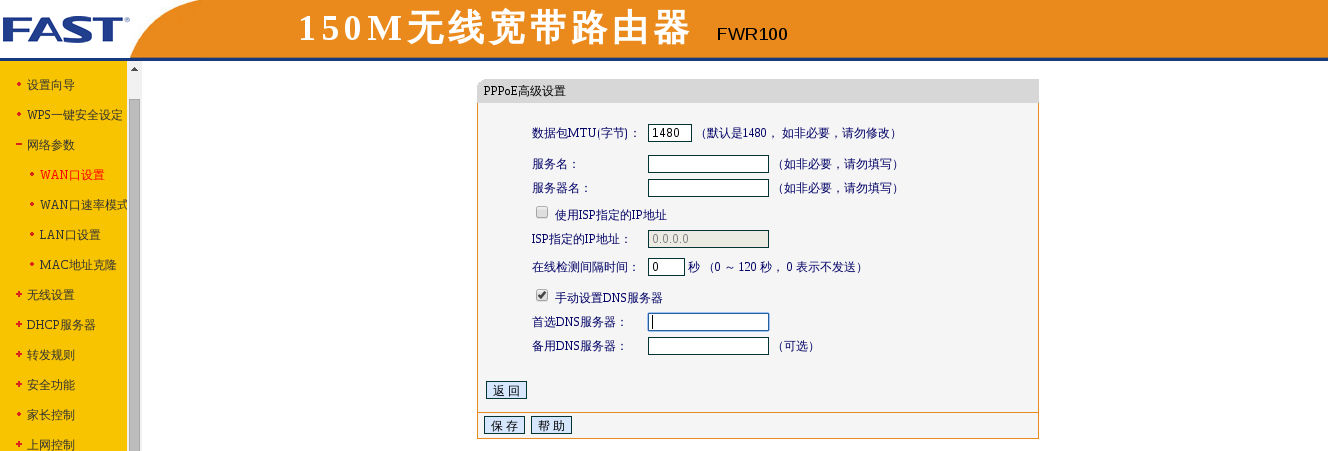 FAST®
150M无线宽带路由器 FWR100
设置向导
WPS一键安全设定
网络参数
WAN口设置
WAN口速率模式
LAN口设置
MAC地址克隆
无线设置
DHCP服务器
转发规则
安全功能
家长控制
上网控制
PPPoE高级设置
数据包MTU(字节)： 1480 （默认是1480， 如非必要，请勿修改）
服务名： （如非必要，请勿填写）
服务器名： （如非必要，请勿填写）
使用ISP指定的IP地址
ISP指定的IP地址： 0.0.0.0
在线检测间隔时间： 0 秒 （0 ～ 120 秒， 0 表示不发送）
手动设置DNS服务器
首选DNS服务器：
备用DNS服务器： （可选）
返 回
保 存 帮 助